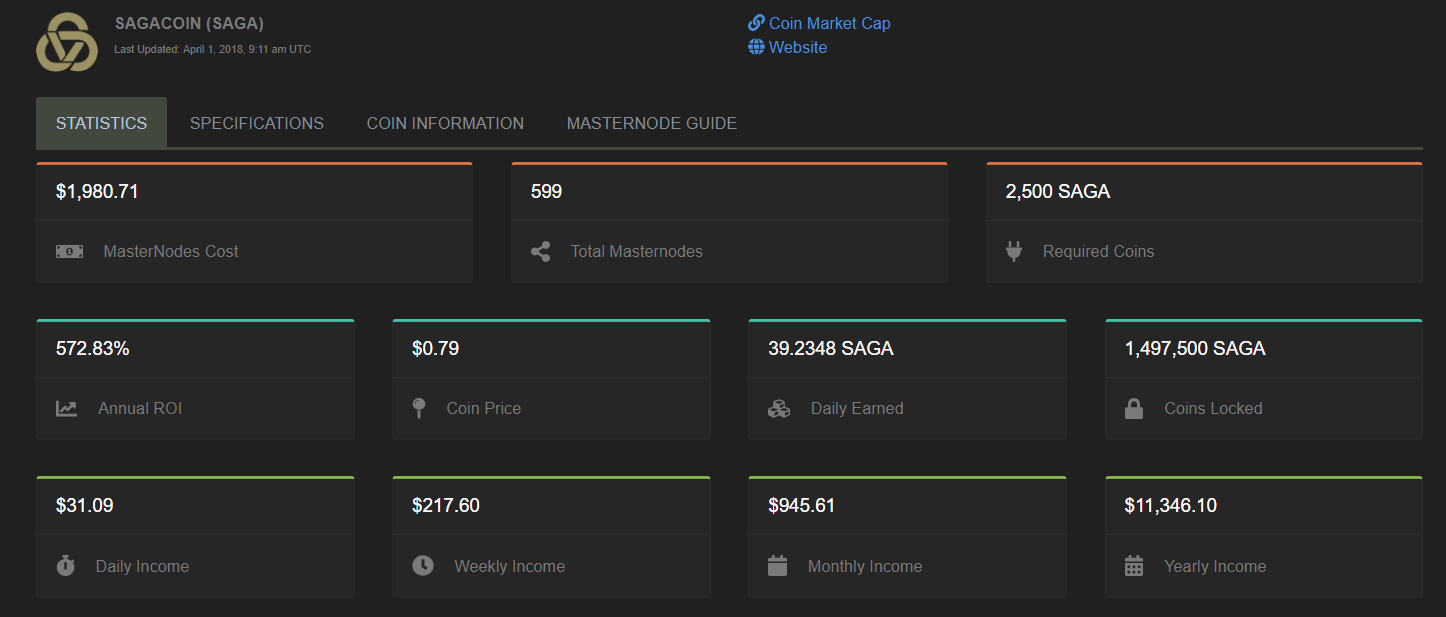 SAGACOIN (SAGA)
Last Updated: April 1, 2018, 9:11 am UTC
Coin Market Cap
Website
STATISTICS
SPECIFICATIONS
COIN INFORMATION
MASTERNODE GUIDE
$1,980.71
MasterNodes Cost
599
Total Masternodes
2,500 SAGA
Required Coins
572.83%
Annual ROI
$0.79
Coin Price
39.2348 SAGA
Daily Earned
1,497,500 SAGA
Coins Locked
$31.09
Daily Income
$217.60
Weekly Income
$945.61
Monthly Income
$11,346.10
Yearly Income